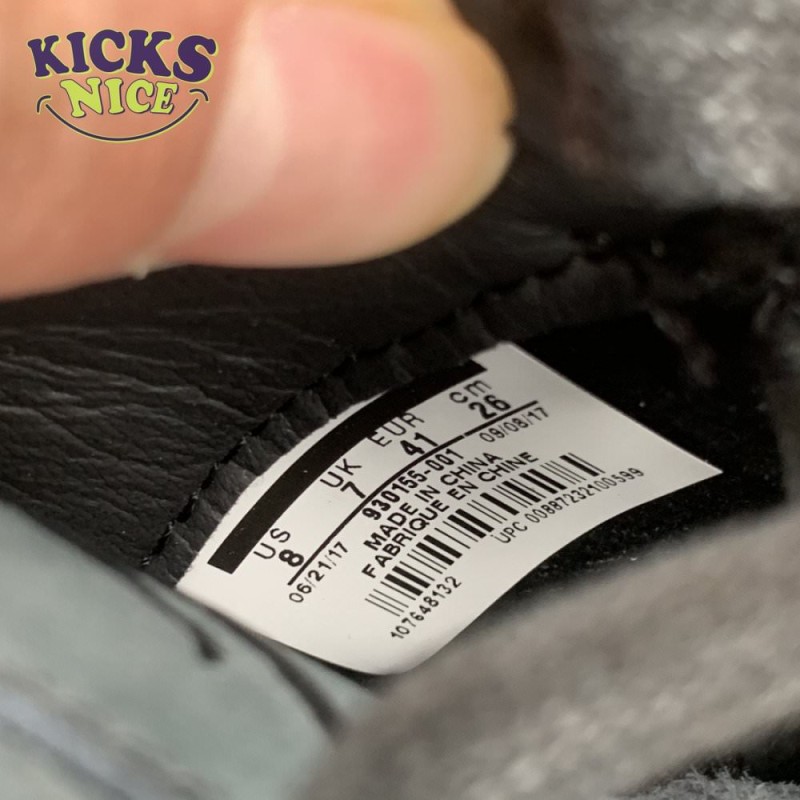 KICKS
NICE
US UK EUR cm
8 7 41 26
06/21/17 930155-001 09/08/17
MADE IN CHINA
FABRIQUE EN CHINE
107648132 UPC 00887232100599